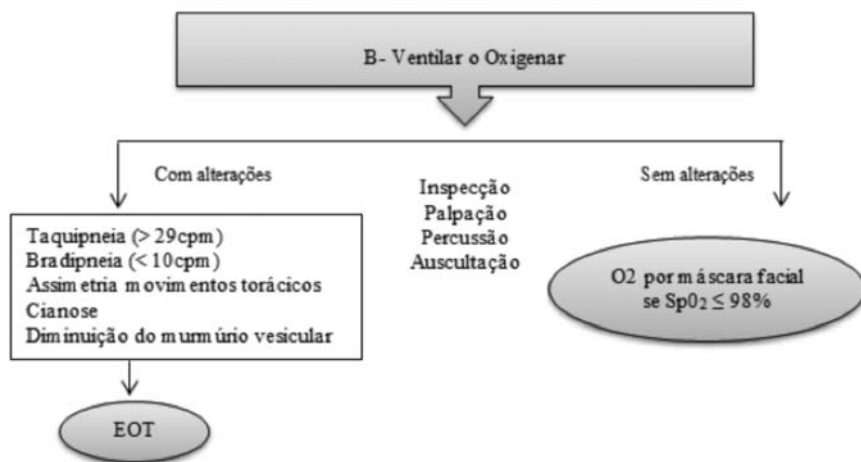 B- Ventilar o Oxigenar
Com alterações
Inspecção
Palpação
Percussão
Auscultação
Sem alterações
Taquipneia (> 29cpm)
Bradipneia (< 10cpm)
Assimetria movimentos torácicos
Cianose
Diminuição do murmúrio vesicular
O2 por máscara facial
se Sp0₂ ≤ 98%
EOT